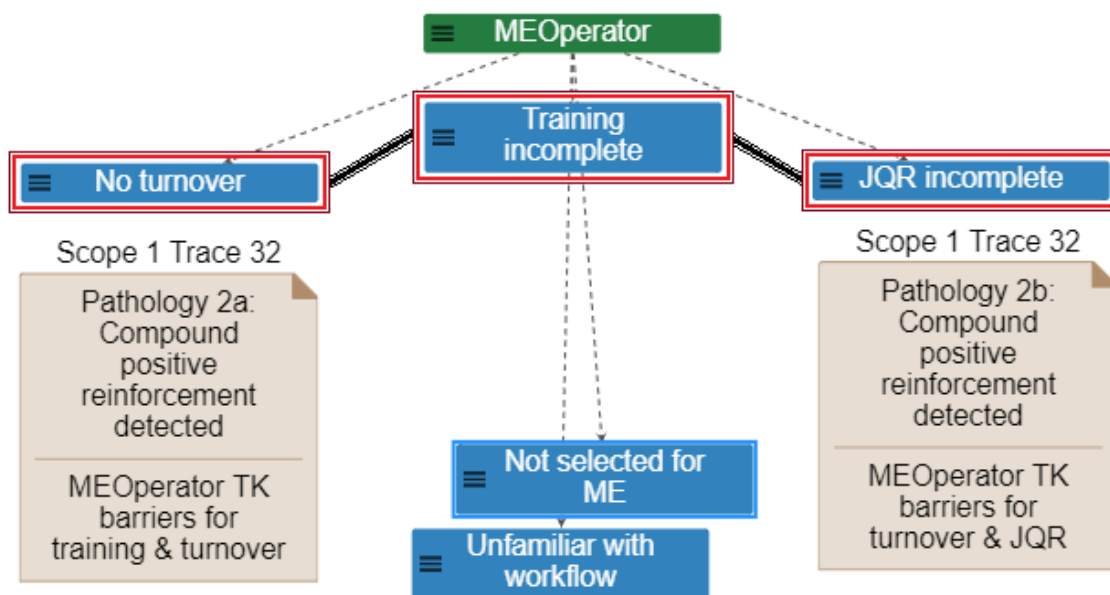 MEOperator
Training
incomplete
No turnover
JQR incomplete
Scope 1 Trace 32
Pathology 2a:
Compound
positive
reinforcement
detected
MEOperator TK
barriers for
training & turnover
Scope 1 Trace 32
Pathology 2b:
Compound
positive
reinforcement
detected
MEOperator TK
barriers for
turnover & JQR
Not selected for
ME
Unfamiliar with
workflow